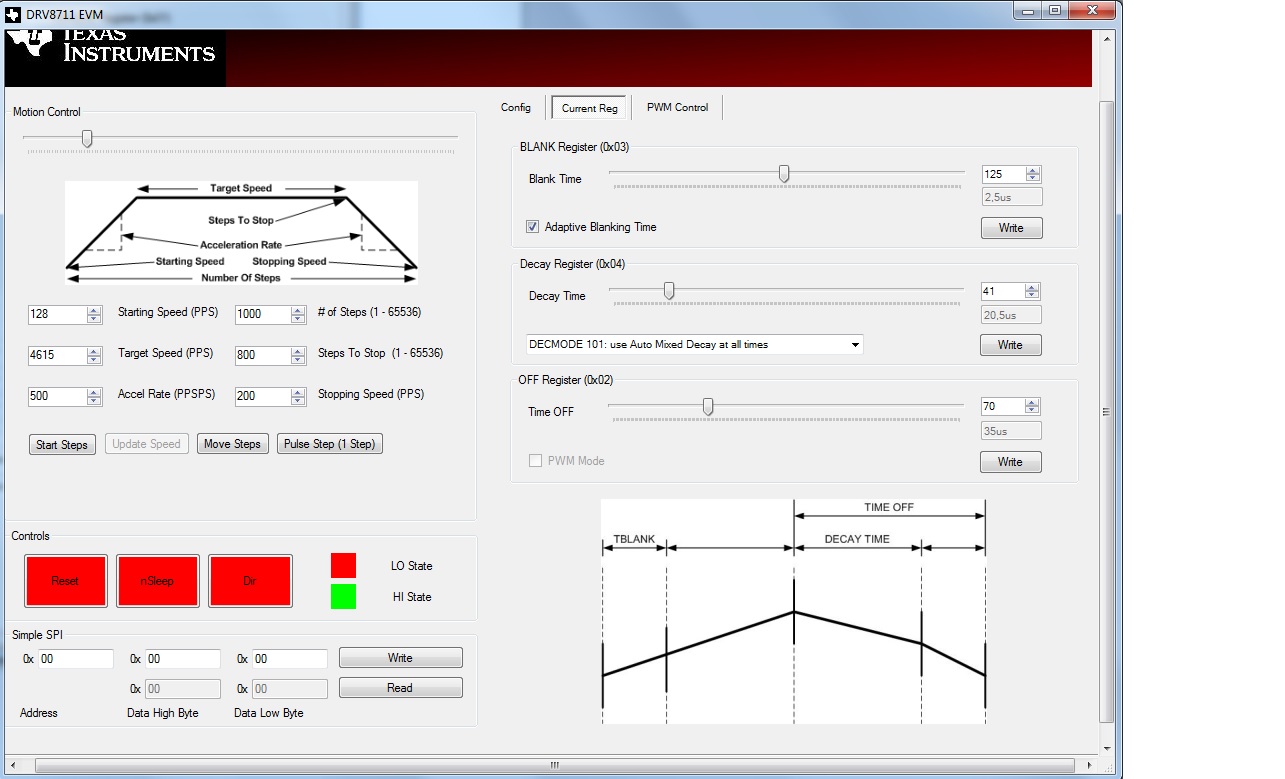 DRV8711 EVM
TEXAS
INSTRUMENTS
Motion Control
Target Speed
Steps To Stop
Acceleration Rate
Starting Speed Stopping Speed
Number Of Steps
128 Starting Speed (PPS) 1000 # of Steps (1 - 65536)
4615 Target Speed (PPS) 800 Steps To Stop (1 - 65536)
500 Accel Rate (PPSPS) 200 Stopping Speed (PPS)
Start Steps Update Speed Move Steps Pulse Step (1 Step)
Controls
Reset nSleep Dir LO State
HI State
Simple SPI
0x 00 0x 00 0x 00 Write
0x 00 0x 00 Read
Address Data High Byte Data Low Byte
Config Current Reg PWM Control
BLANK Register (0x03)
Blank Time 125
2,5us
Adaptive Blanking Time Write
Decay Register (0x04)
Decay Time 41
20,5us
DECMODE 101: use Auto Mixed Decay at all times Write
OFF Register (0x02)
Time OFF 70
35us
PWM Mode Write
TIME OFF
TBLANK DECAY TIME